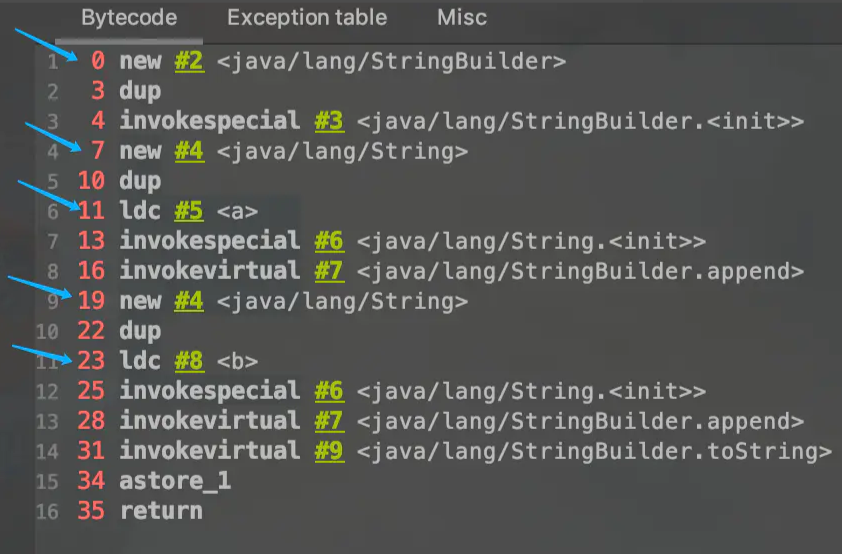 Bytecode Exception table Misc
1 0 new #2 <java/lang/StringBuilder>
2 3 dup
3 4 invokespecial #3 <java/lang/StringBuilder.<init>>
4 7 new #4 <java/lang/String>
5 10 dup
6 11 ldc #5 <a>
7 13 invokespecial #6 <java/lang/String.<init>>
8 16 invokevirtual #7 <java/lang/StringBuilder.append>
9 19 new #4 <java/lang/String>
10 22 dup
11 23 ldc #8 <b>
12 25 invokespecial #6 <java/lang/String.<init>>
13 28 invokevirtual #7 <java/lang/StringBuilder.append>
14 31 invokevirtual #9 <java/lang/StringBuilder.toString>
15 34 astore_1
16 35 return